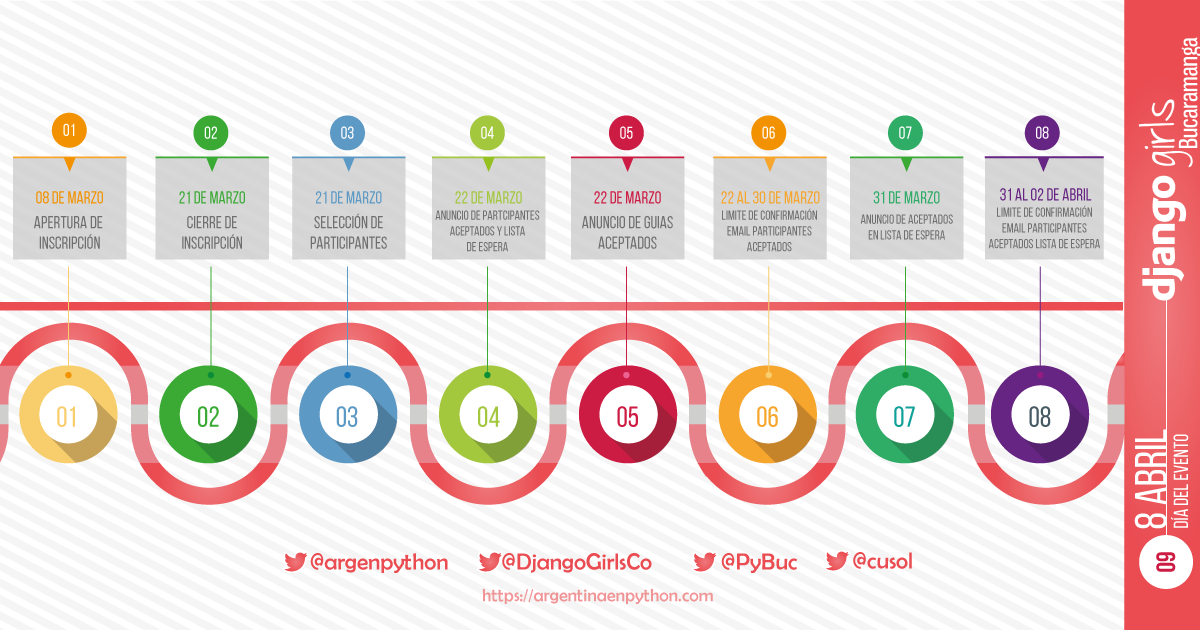 01
08 DE MARZO
APERTURA DE
INSCRIPCIÓN
02
21 DE MARZO
CIERRE DE
INSCRIPCIÓN
03
21 DE MARZO
SELECCIÓN DE
PARTICIPANTES
04
22 DE MARZO
ANUNCIO DE PARTCIPANTES
ACEPTADOS Y LISTA
DE ESPERA
05
22 DE MARZO
ANUNCIO DE GUIAS
ACEPTADOS
06
22 AL 30 DE MARZO
LIMITE DE CONFIRMACIÓN
EMAIL PARTICIPANTES
ACEPTADOS
07
31 DE MARZO
ANUNCIO DE ACEPTADOS
EN LISTA DE ESPERA
08
31 AL 02 DE ABRIL
LIMITE DE CONFIRMACIÓN
EMAIL PARTICIPANTES
ACEPTADOS LISTA DE ESPERA
01
02
03
04
05
06
07
08
@argenpython
@DjangoGirlsCo
@PyBuc
@cusol
https://argentinaenpython.com
django girls
Bucaramanga
8 ABRIL
DÍA DEL EVENTO
09